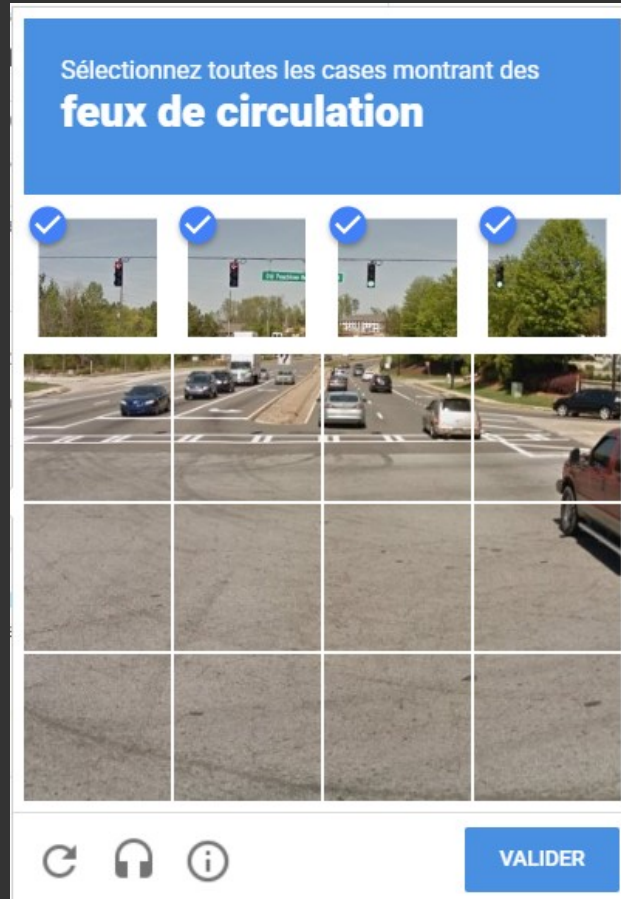 Sélectionnez toutes les cases montrant des
feux de circulation
VALIDER